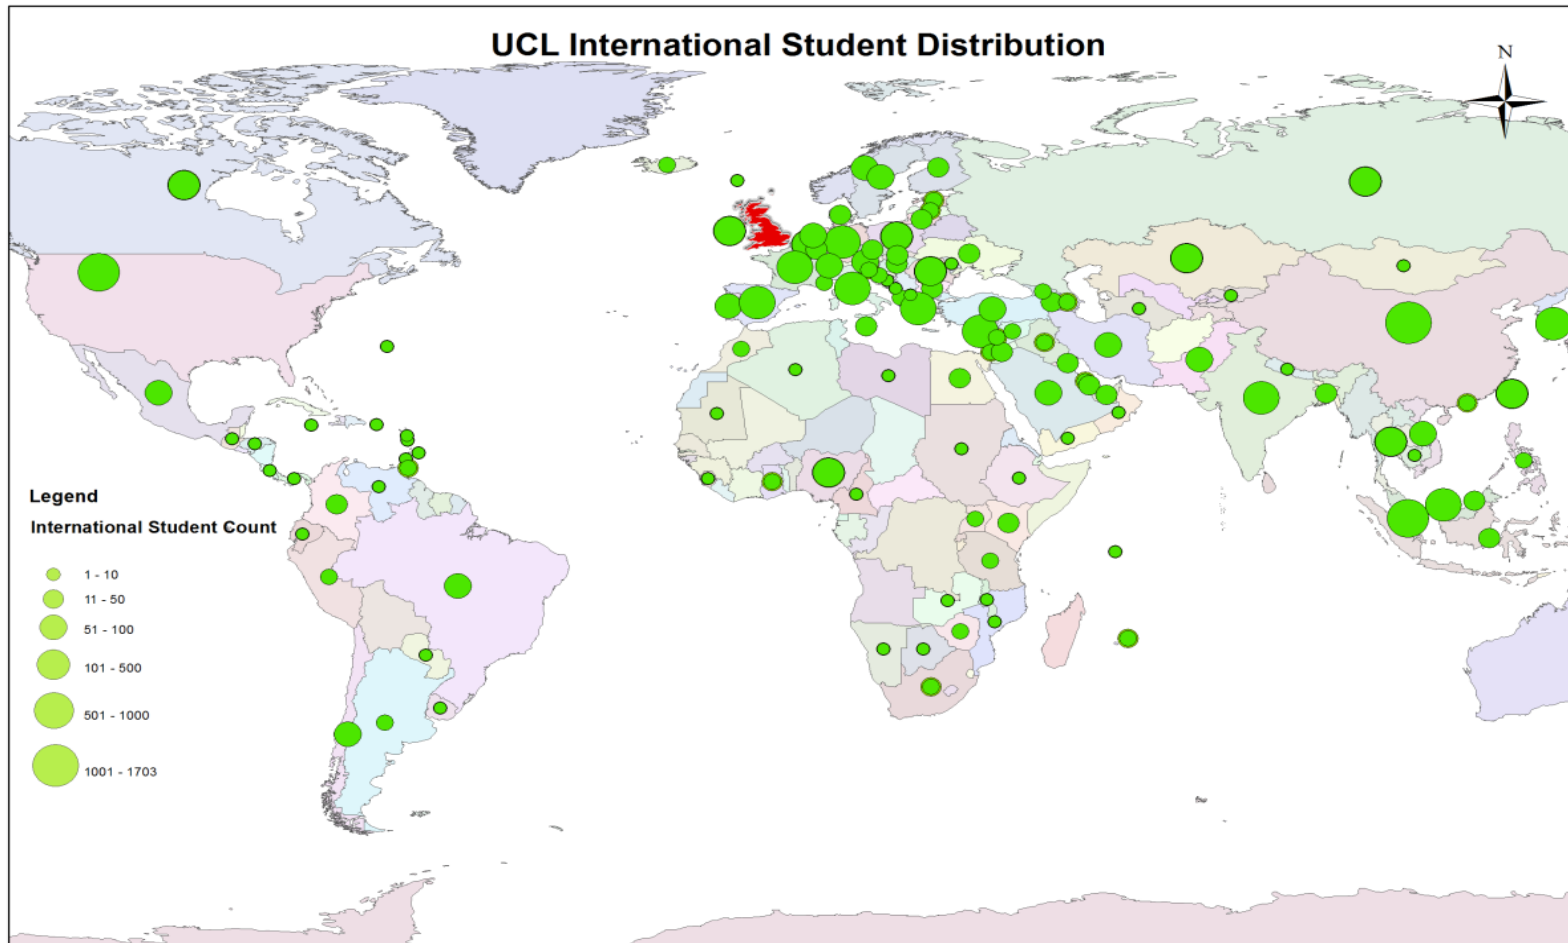 UCL International Student Distribution
N
Legend
International Student Count
1 - 10
11 - 50
51 - 100
101 - 500
501 - 1000
1001 - 1703